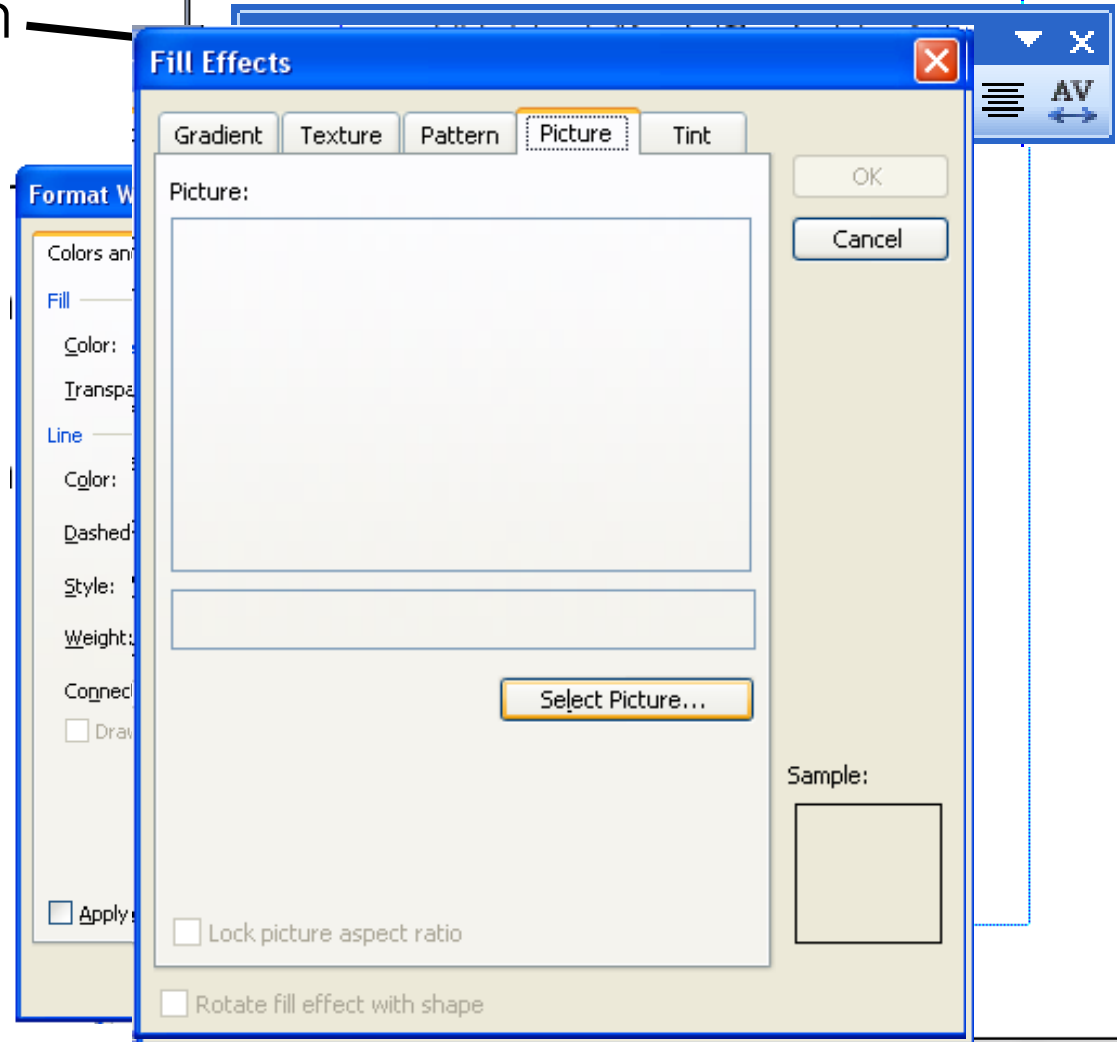 Fill Effects
AV
Gradient Texture Pattern Picture Tint
OK
Cancel
Picture:
Format W
Colors an
Fill
Color:
Transpa
Line
Color:
Dashed
Style:
Weight:
Connec
Draw
Select Picture...
Sample:
Apply
Lock picture aspect ratio
Rotate fill effect with shape